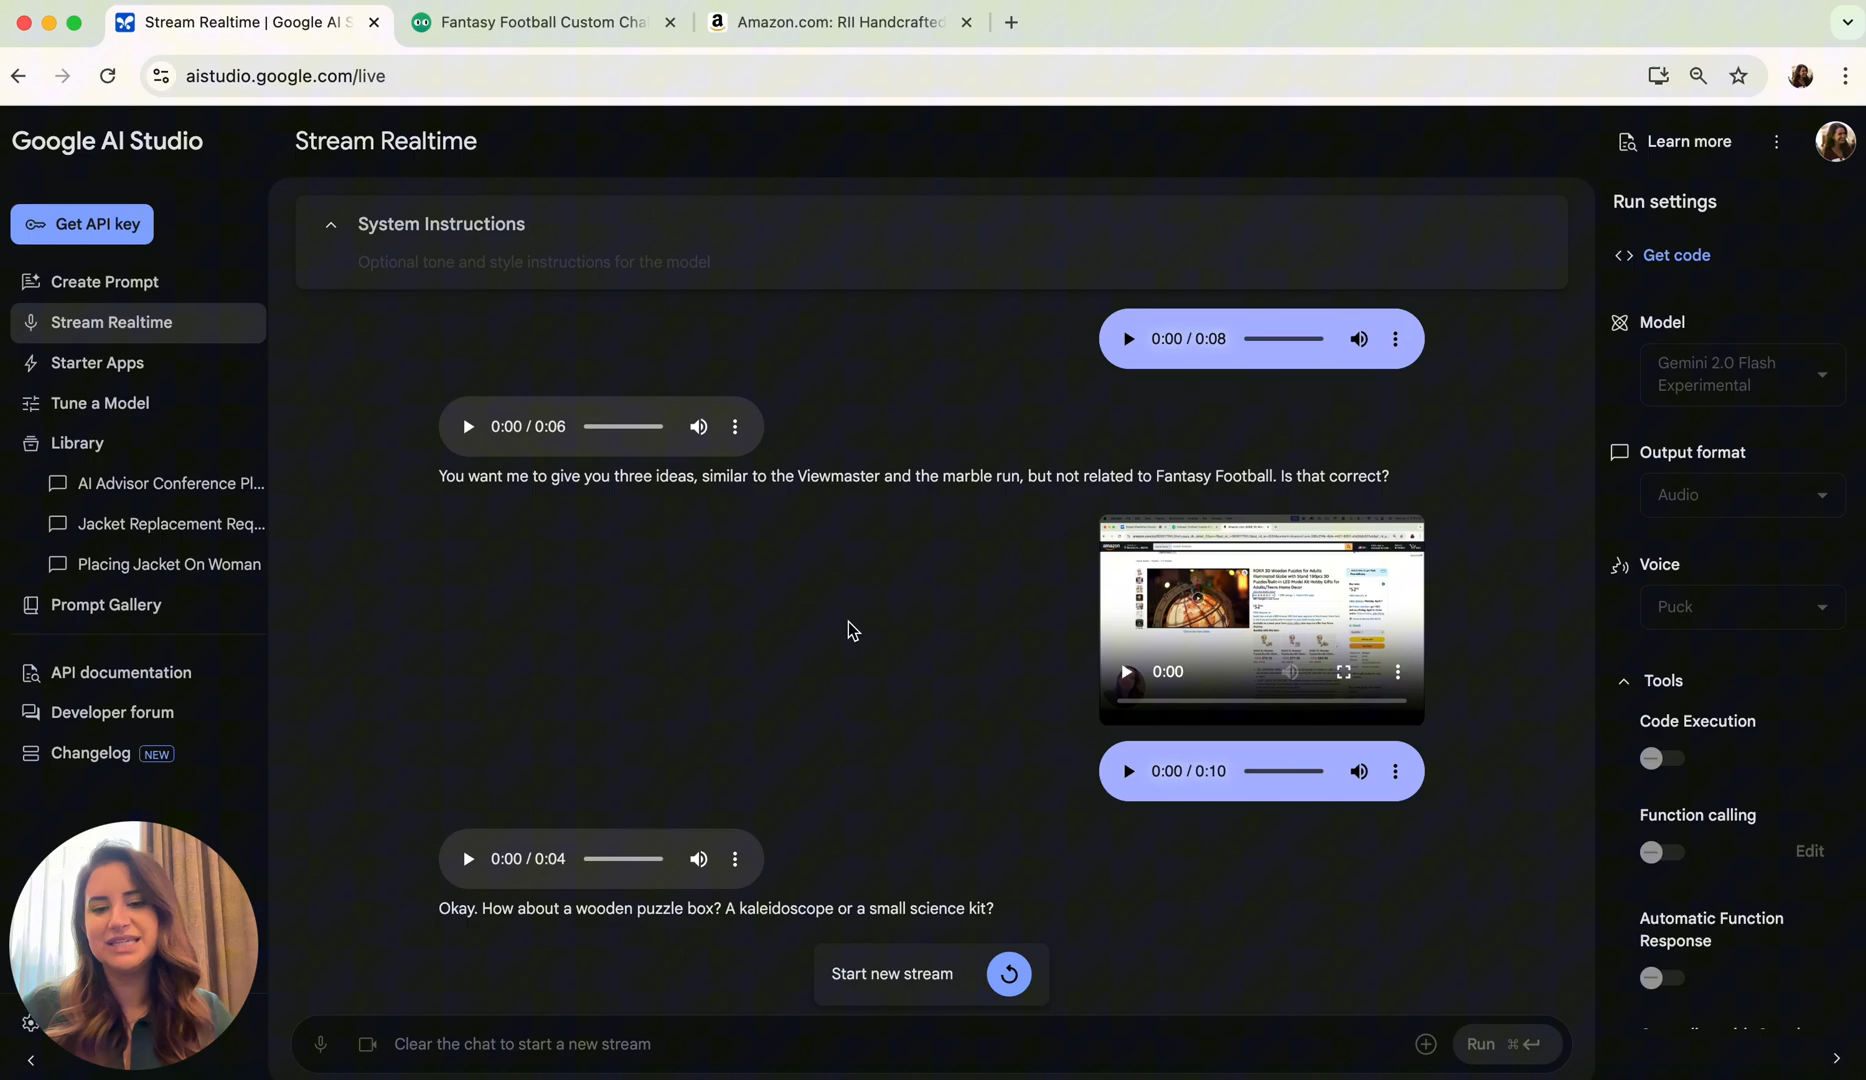 Stream Realtime | Google AI S
Fantasy Football Custom Cha
Amazon.com: RII Handcrafted
aistudio.google.com/live
Google AI Studio
Stream Realtime
Learn more
Get API key
Create Prompt
Stream Realtime
Starter Apps
Tune a Model
Library
AI Advisor Conference Pl...
Jacket Replacement Req...
Placing Jacket On Woman
Prompt Gallery
API documentation
Developer forum
Changelog NEW
System Instructions
Optional tone and style instructions for the model
0:00 / 0:08
0:00 / 0:06
You want me to give you three ideas, similar to the Viewmaster and the marble run, but not related to Fantasy Football. Is that correct?
0:00
0:00 / 0:10
0:00 / 0:04
Okay. How about a wooden puzzle box? A kaleidoscope or a small science kit?
Start new stream
Clear the chat to start a new stream
Run ⌘
Run settings
Get code
Model
Gemini 2.0 Flash
Experimental
Output format
Audio
Voice
Puck
Tools
Code Execution
Function calling
Edit
Automatic Function
Response